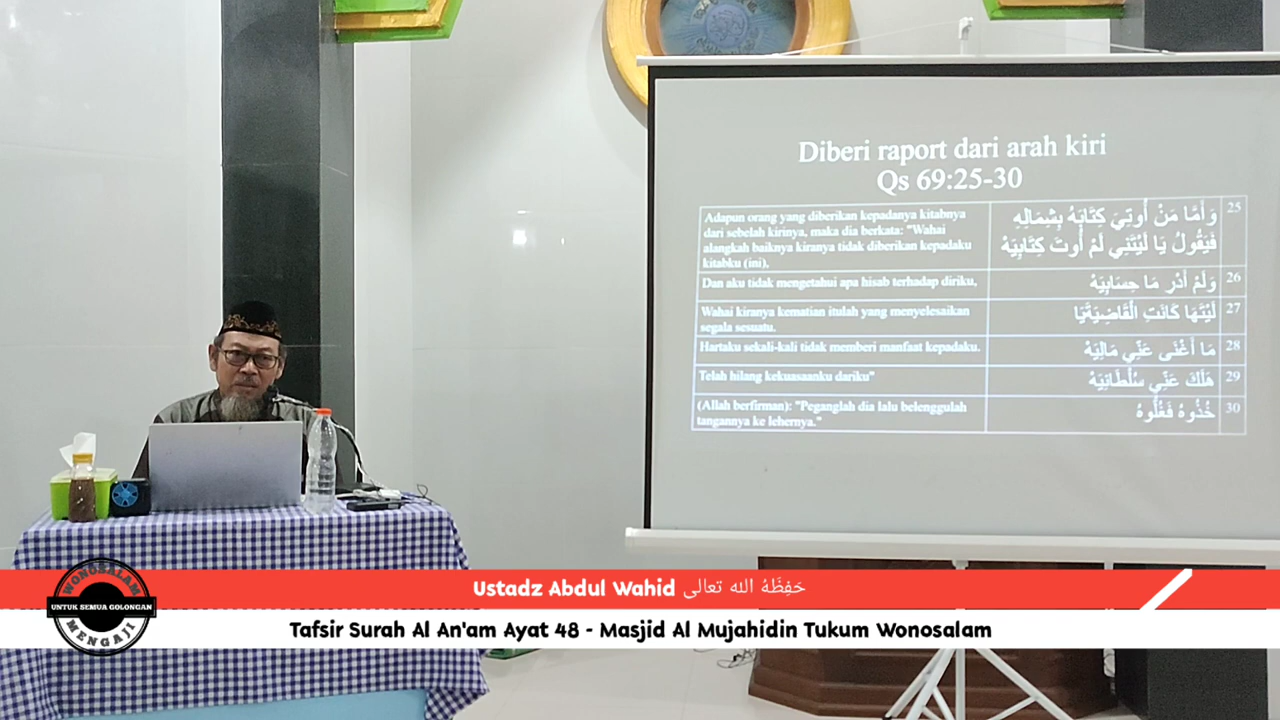 Diberi raport dari arah kiri
Qs 69:25-30
Adapun orang yang diberikan kepadanya kitabnya
dari sebelah kirinya, maka dia berkata: "Wahai
alangkah baiknya kiranya tidak diberikan kepadaku
kitabku (ini),
وَأَمَّا مَنْ أُوتِيَ كِتَابَهُ بِشِمَالِهِ
فَيَقُولُ يَا لَيْتَنِي لَمْ أُوتَ كِتَابِيَهْ
25
Dan aku tidak mengetahui apa hisab terhadap diriku,
وَلَمْ أَدْرِ مَا حِسَابِيَهْ
26
Wahai kiranya kematian itulah yang menyelesaikan
segala sesuatu.
لَيْتَهَا كَانَتِ الْقَاضِيَةَيَا
27
Hartaku sekali-kali tidak memberi manfaat kepadaku.
مَا أَغْنَى عَنِّي مَالِيَهْ
28
Telah hilang kekuasaanku dariku"
هَلَكَ عَنِّي سُلْطَانِيَهْ
29
(Allah berfirman): "Peganglah dia lalu belenggulah
tangannya ke lehernya."
خُذُوهُ فَغُلُّوهُ
30
Ustadz Abdul Wahid حَفِظَهُ الله تعالى
Tafsir Surah Al An'am Ayat 48 - Masjid Al Mujahidin Tukum Wonosalam
WONOSALAM
UNTUK SEMUA GOLONGAN
MENGAJI